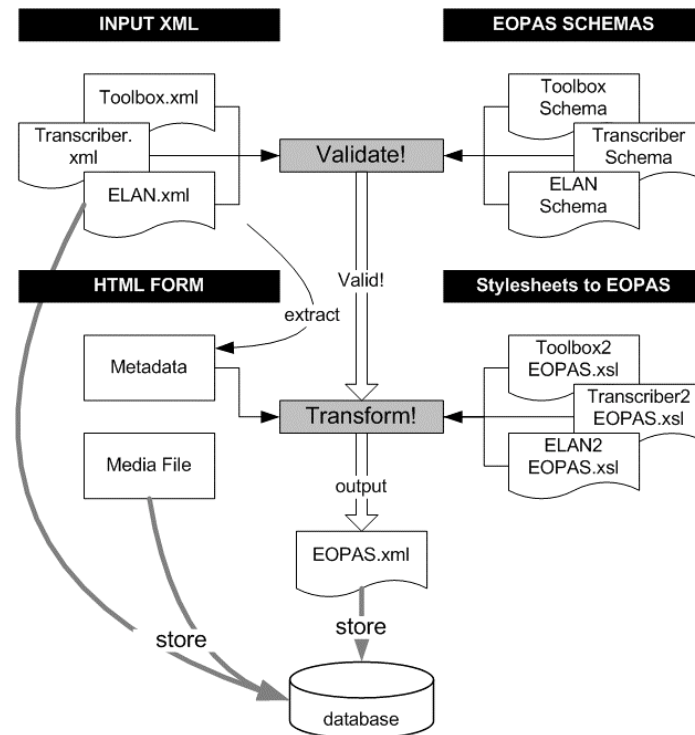 INPUT XML
EOPAS SCHEMAS
Toolbox.xml
Transcriber.
xml
ELAN.xml
Validate!
Toolbox
Schema
Transcriber
Schema
ELAN
Schema
Valid!
HTML FORM
extract
Stylesheets to EOPAS
Metadata
Media File
Transform!
Toolbox2
EOPAS.xsl
Transcriber2
EOPAS.xsl
ELAN2
EOPAS.xsl
output
EOPAS.xml
store
store
database